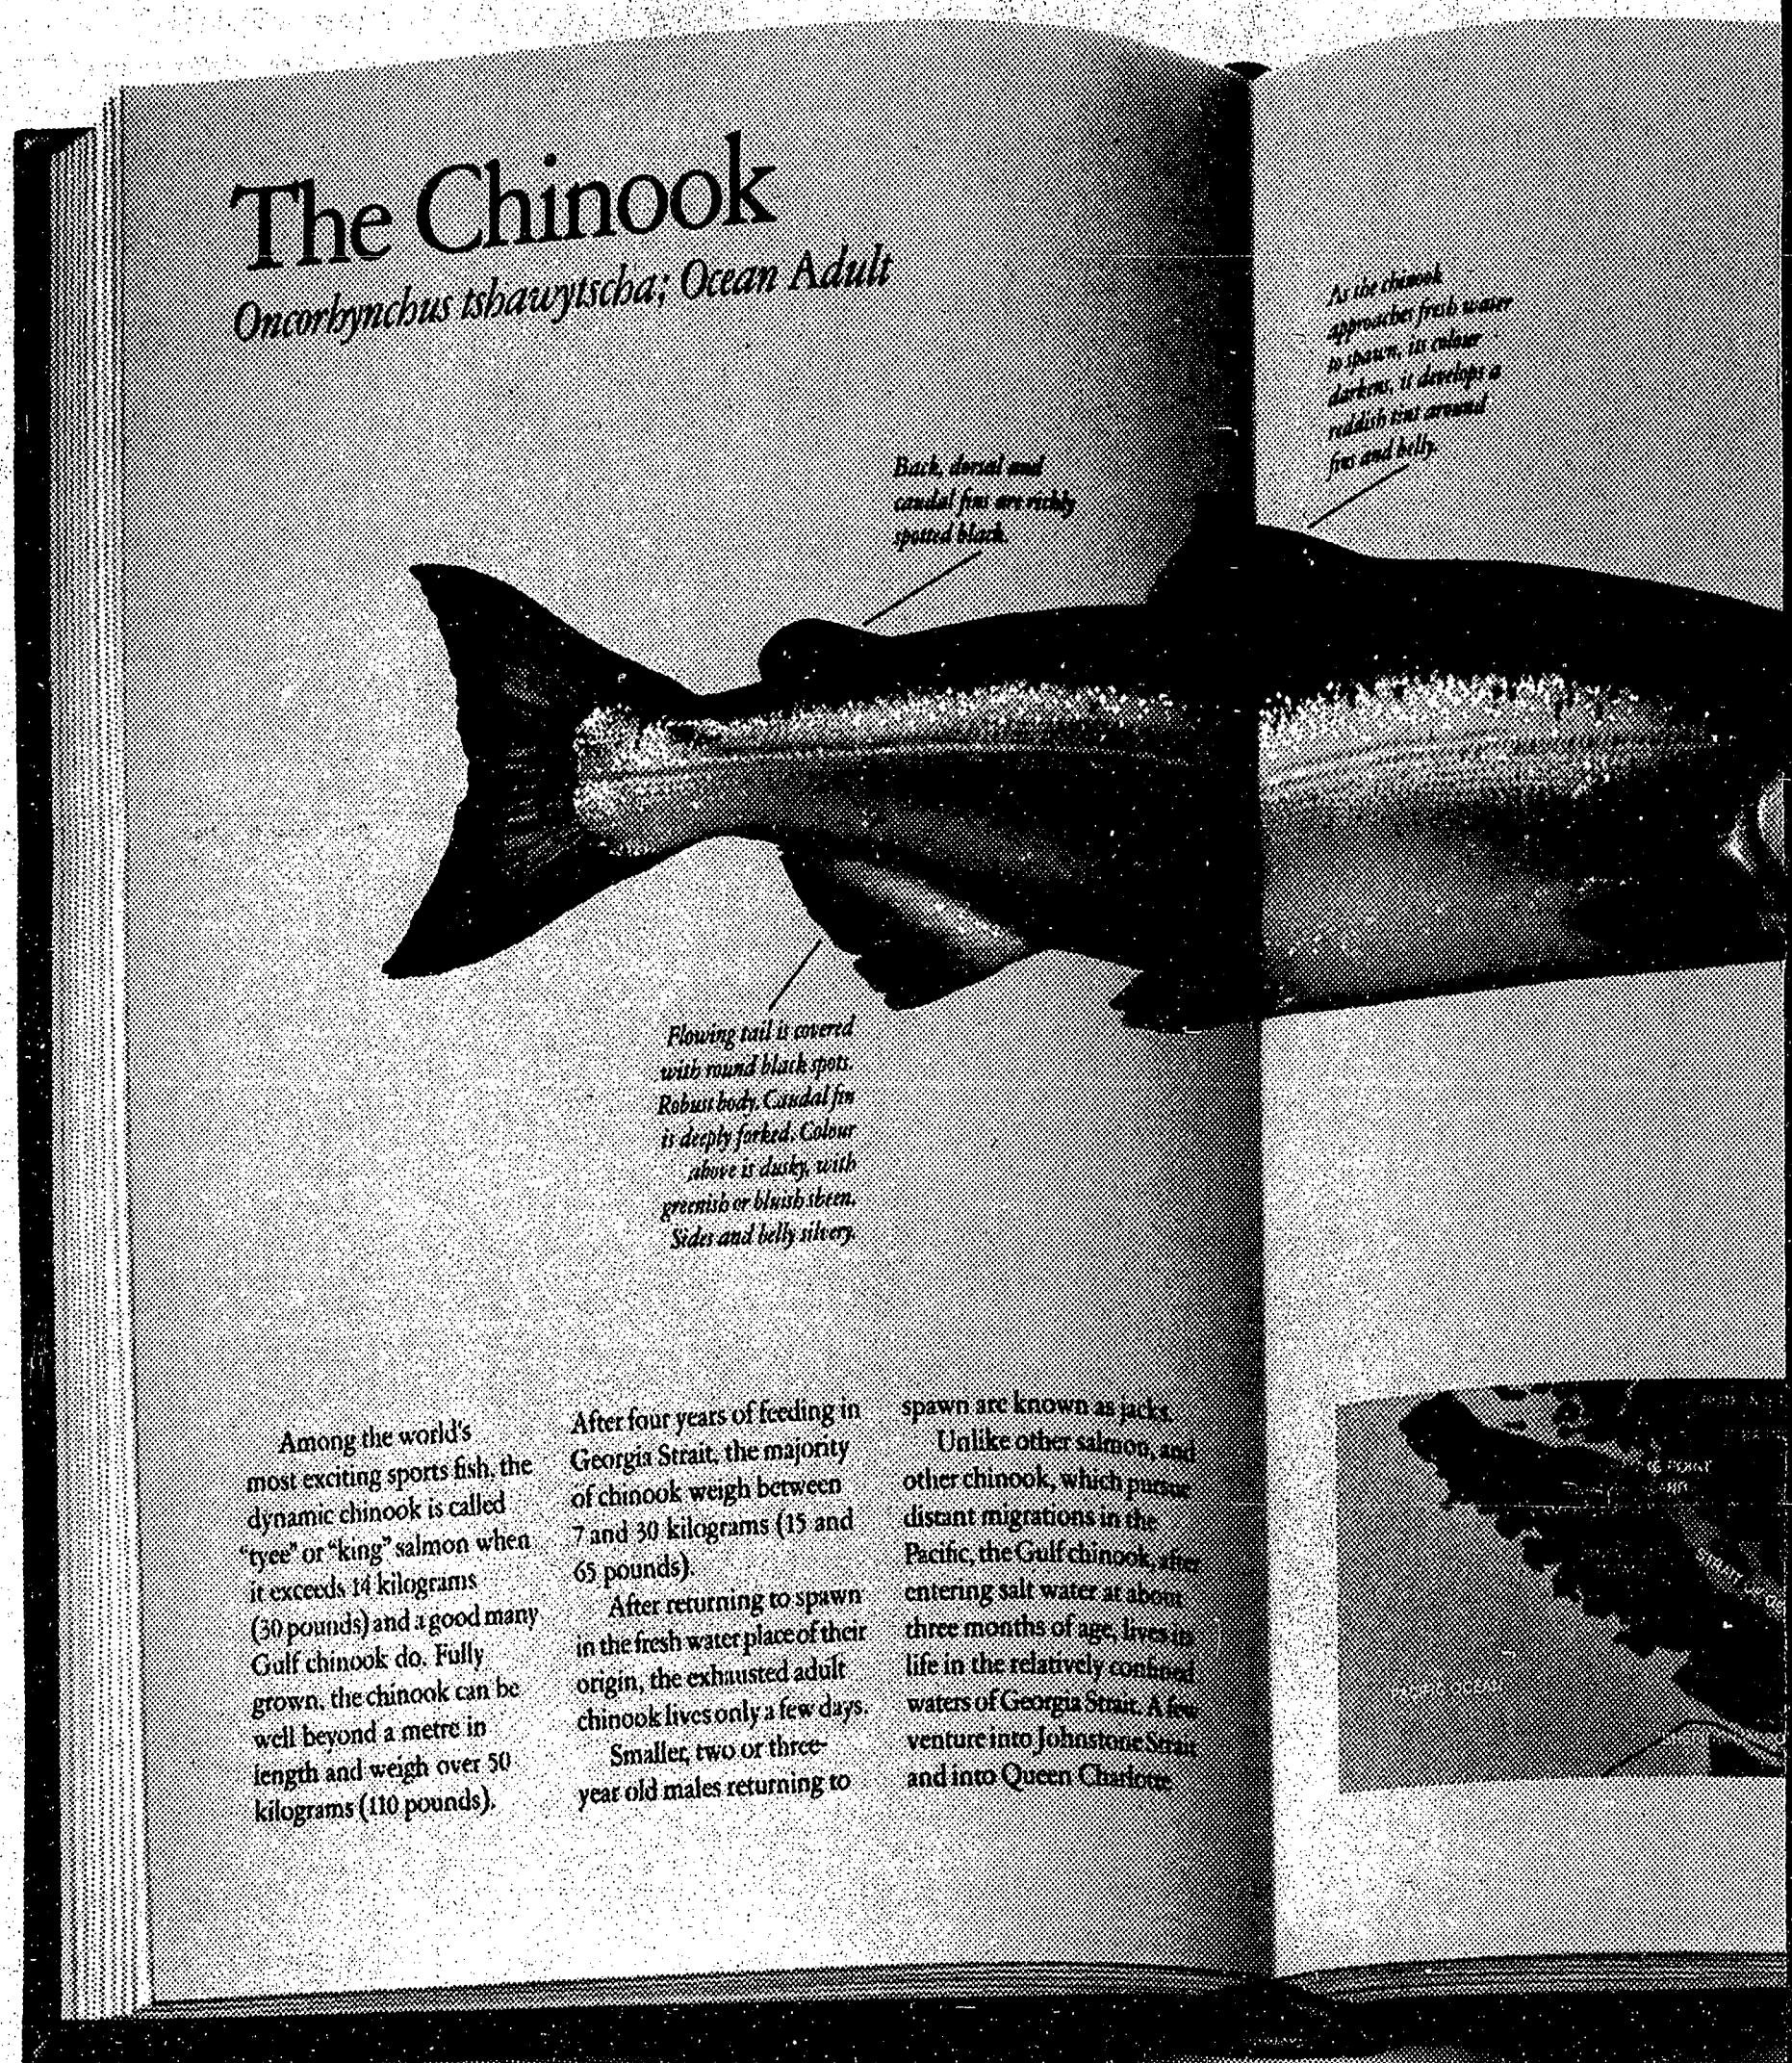 The Chinook
Oncorhynchus tshawytscha; Ocean Adult
As the chinook
approaches fresh water
to spawn, its colour
darkens, it develops a
reddish tint around
fins and belly.
Back, dorsal and
caudal fins are richly
spotted black.
Flowing tail is covered
with round black spots.
Robust body. Caudal fin
is deeply forked. Colour
above is dusky, with
greenish or bluish sheen.
Sides and belly silvery.
Among the world's
most exciting sports fish, the
dynamic chinook is called
"tyee" or "king" salmon when
it exceeds 14 kilograms
(30 pounds) and a good many
Gulf chinook do. Fully
grown, the chinook can be
well beyond a metre in
length and weigh over 50
kilograms (110 pounds).
After four years of feeding in
Georgia Strait, the majority
of chinook weigh between
7 and 30 kilograms (15 and
65 pounds).
After returning to spawn
in the fresh water place of their
origin, the exhausted adult
chinook lives only a few days.
Smaller, two or three-
year old males returning to
spawn are known as jacks.
Unlike other salmon, and
other chinook, which pursue
distant migrations in the
Pacific, the Gulf chinook, after
entering salt water at about
three months of age, lives its
life in the relatively confined
waters of Georgia Strait. A few
venture into Johnstone Strait
and into Queen Charlotte
PACIFIC OCEAN